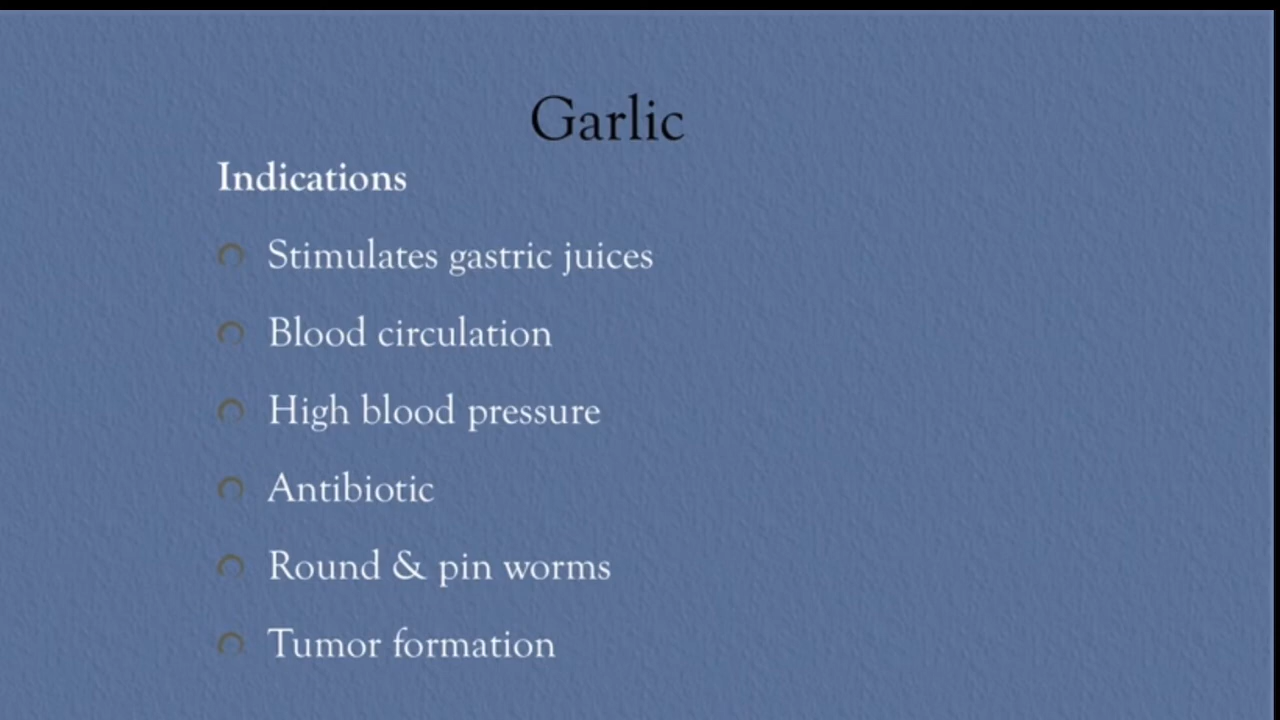 Garlic
Indications
Stimulates gastric juices
Blood circulation
High blood pressure
Antibiotic
Round & pin worms
Tumor formation